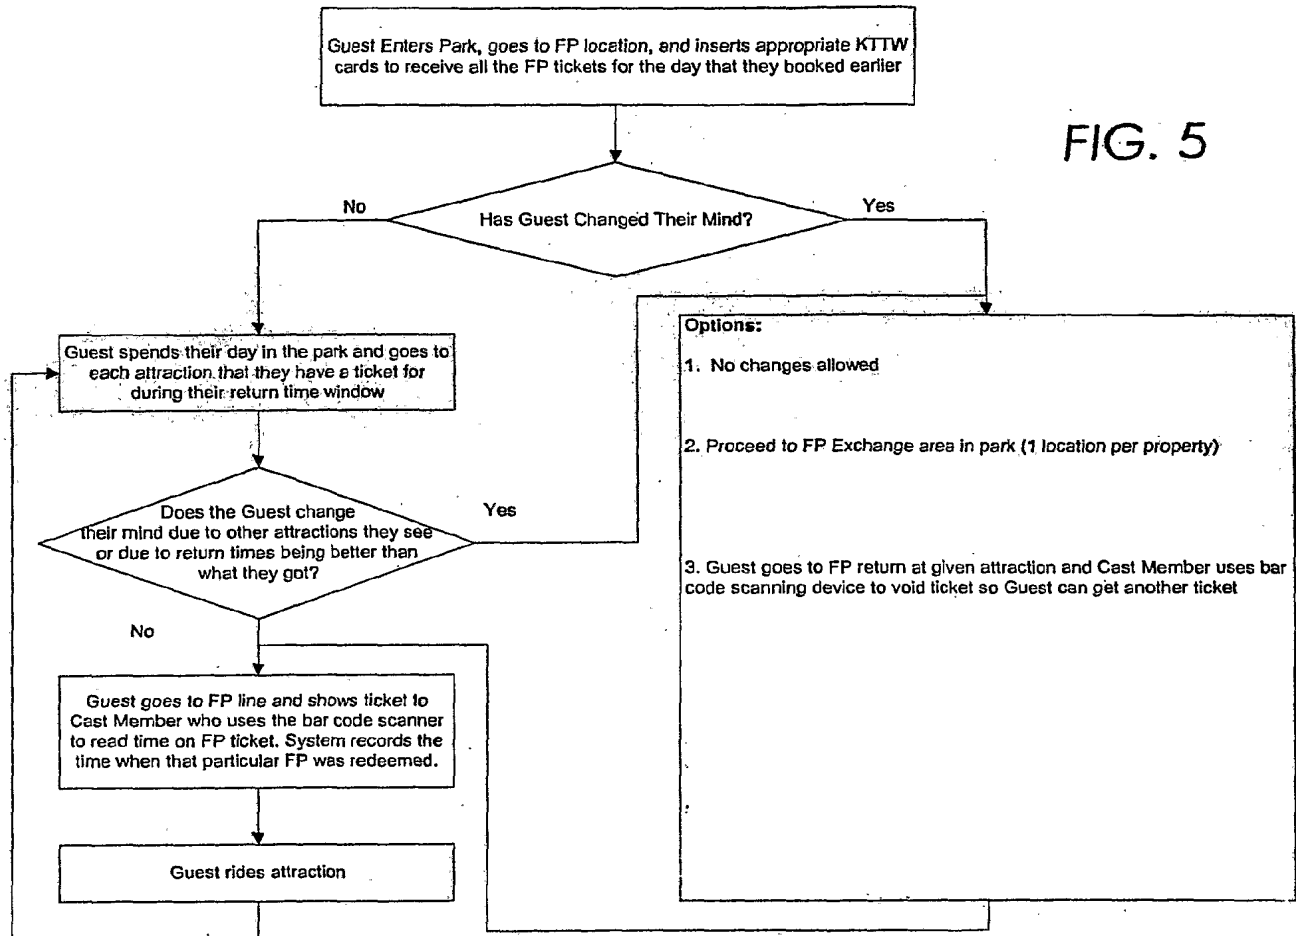 Guest Enters Park, goes to FP location, and inserts appropriate KTTW
cards to receive all the FP tickets for the day that they booked earlier
FIG. 5
No
Has Guest Changed Their Mind?
Yes
Guest spends their day in the park and goes to
each attraction that they have a ticket for
during their return time window
Options:
1. No changes allowed
2. Proceed to FP Exchange area in park (1 location per property)
3. Guest goes to FP return at given attraction and Cast Member uses bar
code scanning device to void ticket so Guest can get another ticket
Does the Guest change
their mind due to other attractions they see
or due to return times being better than
what they got?
Yes
No
Guest goes to FP line and shows ticket to
Cast Member who uses the bar code scanner
to read time on FP ticket. System records the
time when that particular FP was redeemed.
Guest rides attraction